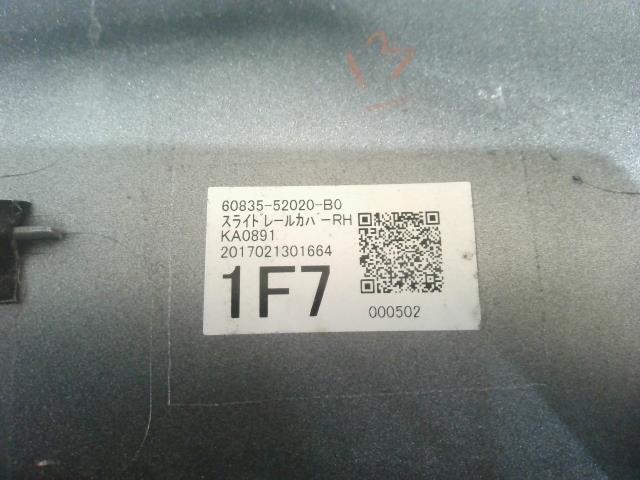 13
60835-52020-B0
ｽﾗｲﾄﾞﾚｰﾙｶﾊﾞｰRH
KA0891
2017021301664
1F7
000502